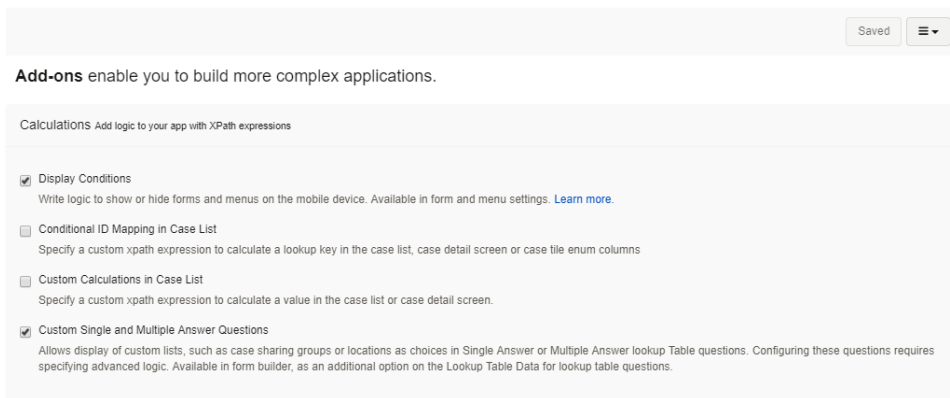 Saved
Add-ons enable you to build more complex applications.
Calculations Add logic to your app with XPath expressions
Display Conditions
Write logic to show or hide forms and menus on the mobile device. Available in form and menu settings. Learn more.
Conditional ID Mapping in Case List
Specify a custom xpath expression to calculate a lookup key in the case list, case detail screen or case tile enum columns
Custom Calculations in Case List
Specify a custom xpath expression to calculate a value in the case list or case detail screen.
Custom Single and Multiple Answer Questions
Allows display of custom lists, such as case sharing groups or locations as choices in Single Answer or Multiple Answer lookup Table questions. Configuring these questions requires
specifying advanced logic. Available in form builder, as an additional option on the Lookup Table Data for lookup table questions.